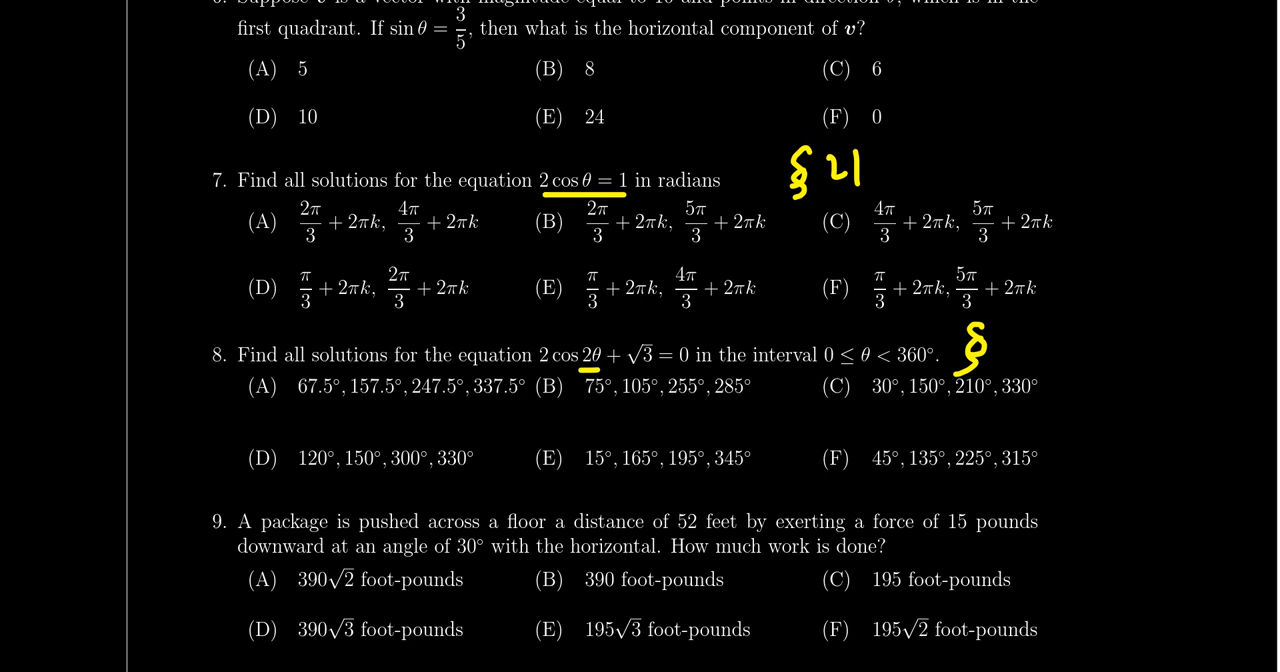 first quadrant. If sin θ = 3/5, then what is the horizontal component of v?
(A) 5 (B) 8 (C) 6
(D) 10 (E) 24 (F) 0
§ 21
7. Find all solutions for the equation 2 cos θ = 1 in radians
(A) 2π/3 + 2πk, 4π/3 + 2πk (B) 2π/3 + 2πk, 5π/3 + 2πk (C) 4π/3 + 2πk, 5π/3 + 2πk
(D) π/3 + 2πk, 2π/3 + 2πk (E) π/3 + 2πk, 4π/3 + 2πk (F) π/3 + 2πk, 5π/3 + 2πk
8. Find all solutions for the equation 2 cos 2θ + √3 = 0 in the interval 0 ≤ θ < 360°. §
(A) 67.5°, 157.5°, 247.5°, 337.5° (B) 75°, 105°, 255°, 285° (C) 30°, 150°, 210°, 330°
(D) 120°, 150°, 300°, 330° (E) 15°, 165°, 195°, 345° (F) 45°, 135°, 225°, 315°
9. A package is pushed across a floor a distance of 52 feet by exerting a force of 15 pounds
downward at an angle of 30° with the horizontal. How much work is done?
(A) 390√2 foot-pounds (B) 390 foot-pounds (C) 195 foot-pounds
(D) 390√3 foot-pounds (E) 195√3 foot-pounds (F) 195√2 foot-pounds